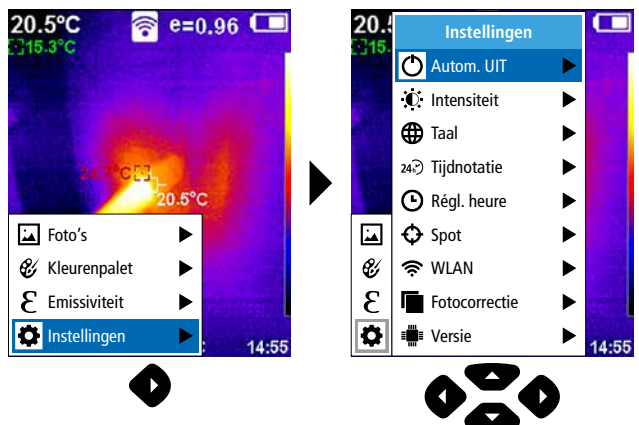 20.5°C
e=0.96
15.3°C
24.7°C
20.5°C
Foto's
Kleurenpalet
ε Emissiviteit
Instellingen
14:55
20.5
15.
Instellingen
Autom. UIT
Intensiteit
Taal
24h Tijdnotatie
Régl. heure
Spot
WLAN
ε
Fotocorrectie
Versie
14:55